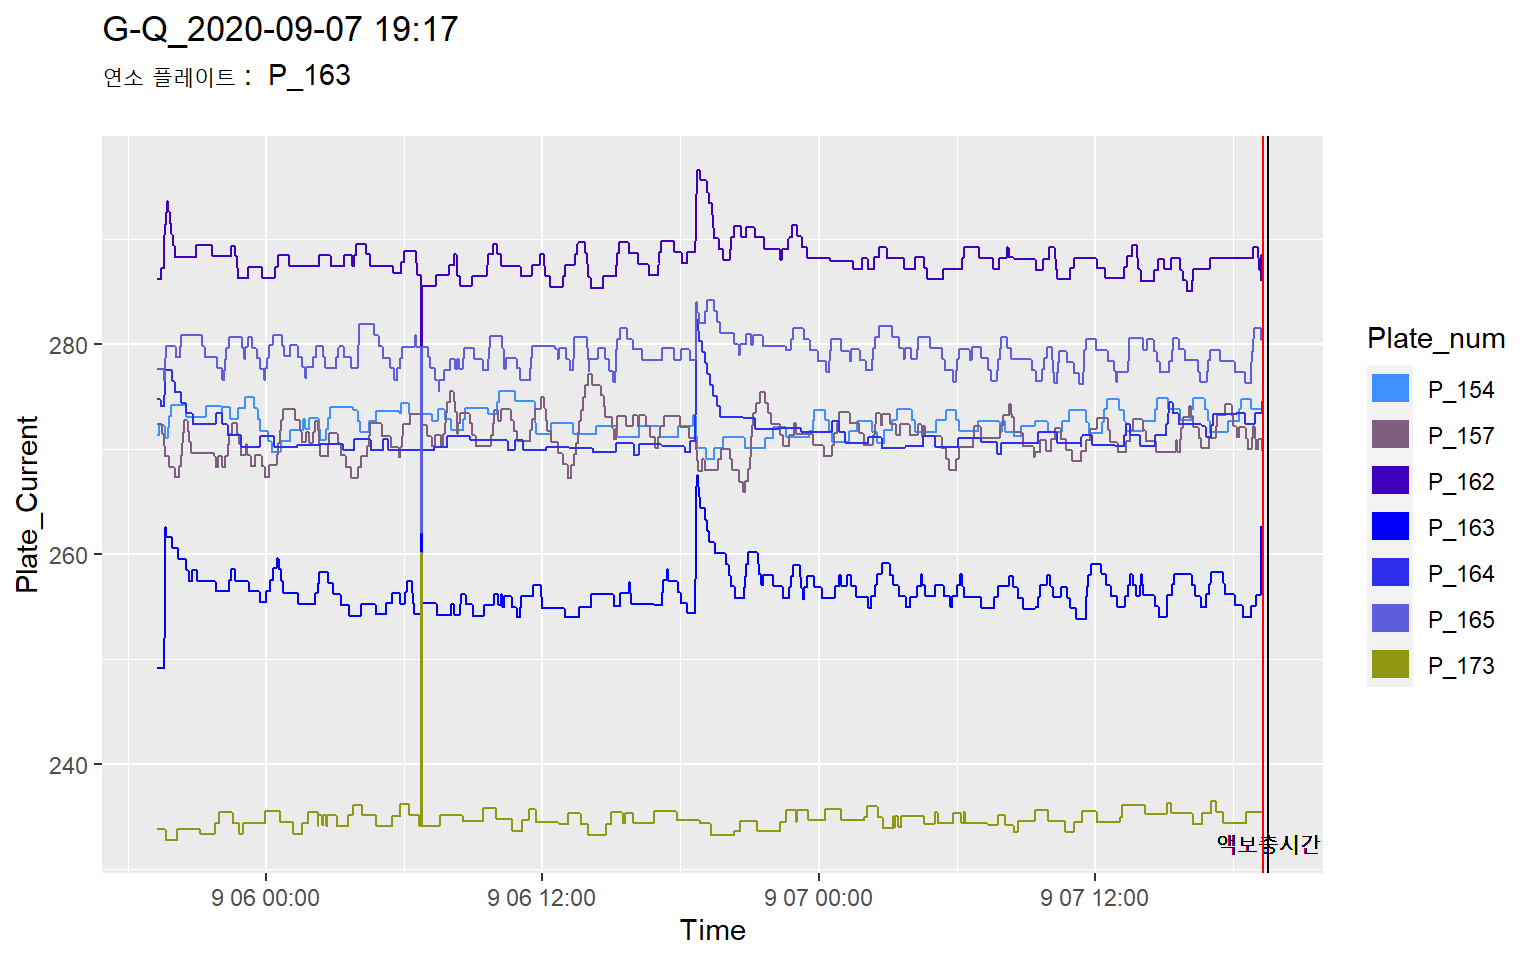 G-Q_2020-09-07 19:17
연소 플레이트 : P_163
Plate_Current
280
260
240
액보충시간
9 06 00:00
9 06 12:00
9 07 00:00
9 07 12:00
Time
Plate_num
P_154
P_157
P_162
P_163
P_164
P_165
P_173